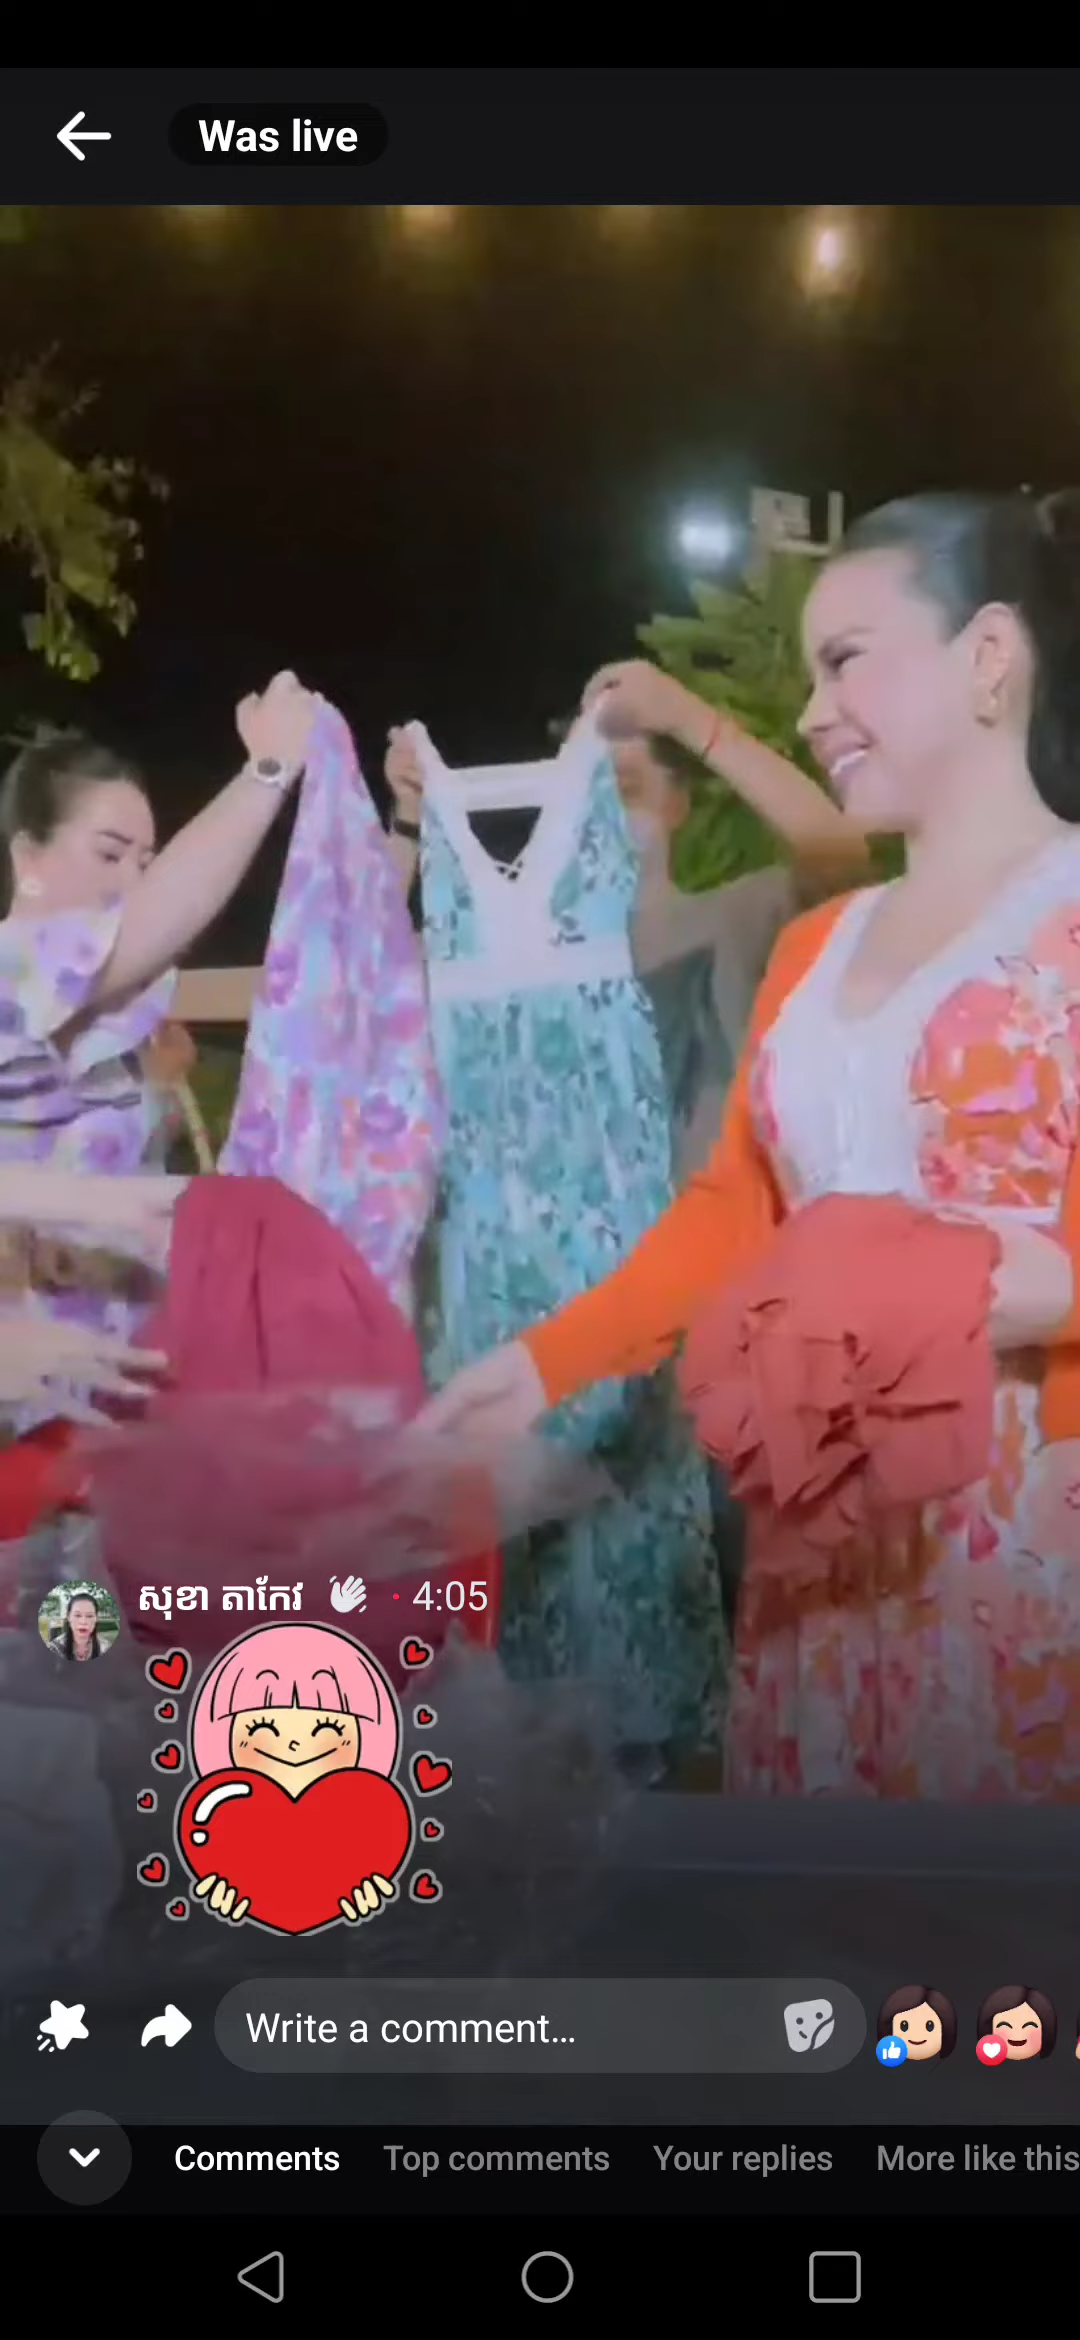 Was live
សុខា តាកែវ · 4:05
Write a comment...
Comments Top comments Your replies More like this